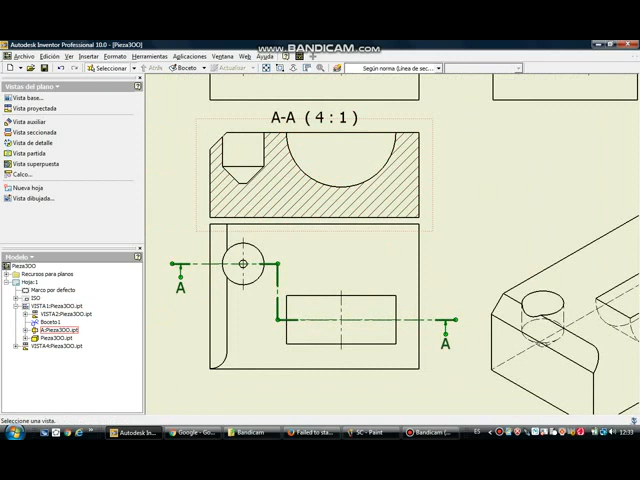 www.BANDICAM.com
Autodesk Inventor Professional 10.0 - [Pieza3OO]
Archivo Edición Ver Insertar Formato Herramientas Aplicaciones Ventana Web Ayuda
Seleccionar Boceto Actualizar Según norma (Línea de sec...
Vistas del plano
Vista base...
Vista proyectada
Vista auxiliar
Vista seccionada
Vista de detalle
Vista partida
Vista superpuesta
Calco...
Nueva hoja
Vista dibujada...
Modelo
Pieza3OO
Recursos para planos
Hoja:1
Marco por defecto
ISO
VISTA1:Pieza3OO.ipt
VISTA2:Pieza3OO.ipt
Boceto1
A:Pieza3OO.ipt
Pieza3OO.ipt
VISTA4:Pieza3OO.ipt
A-A ( 4 : 1 )
A
A
Seleccione una vista.
Autodesk In...
Google - Go...
Bandicam
Failed to sta...
SC - Paint
Bandicam (...
ES
12:33